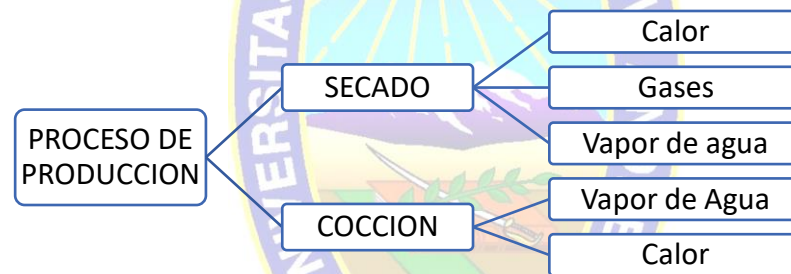 Calor
SECADO
Gases
PROCESO DE
PRODUCCION
Vapor de agua
Vapor de Agua
COCCION
Calor